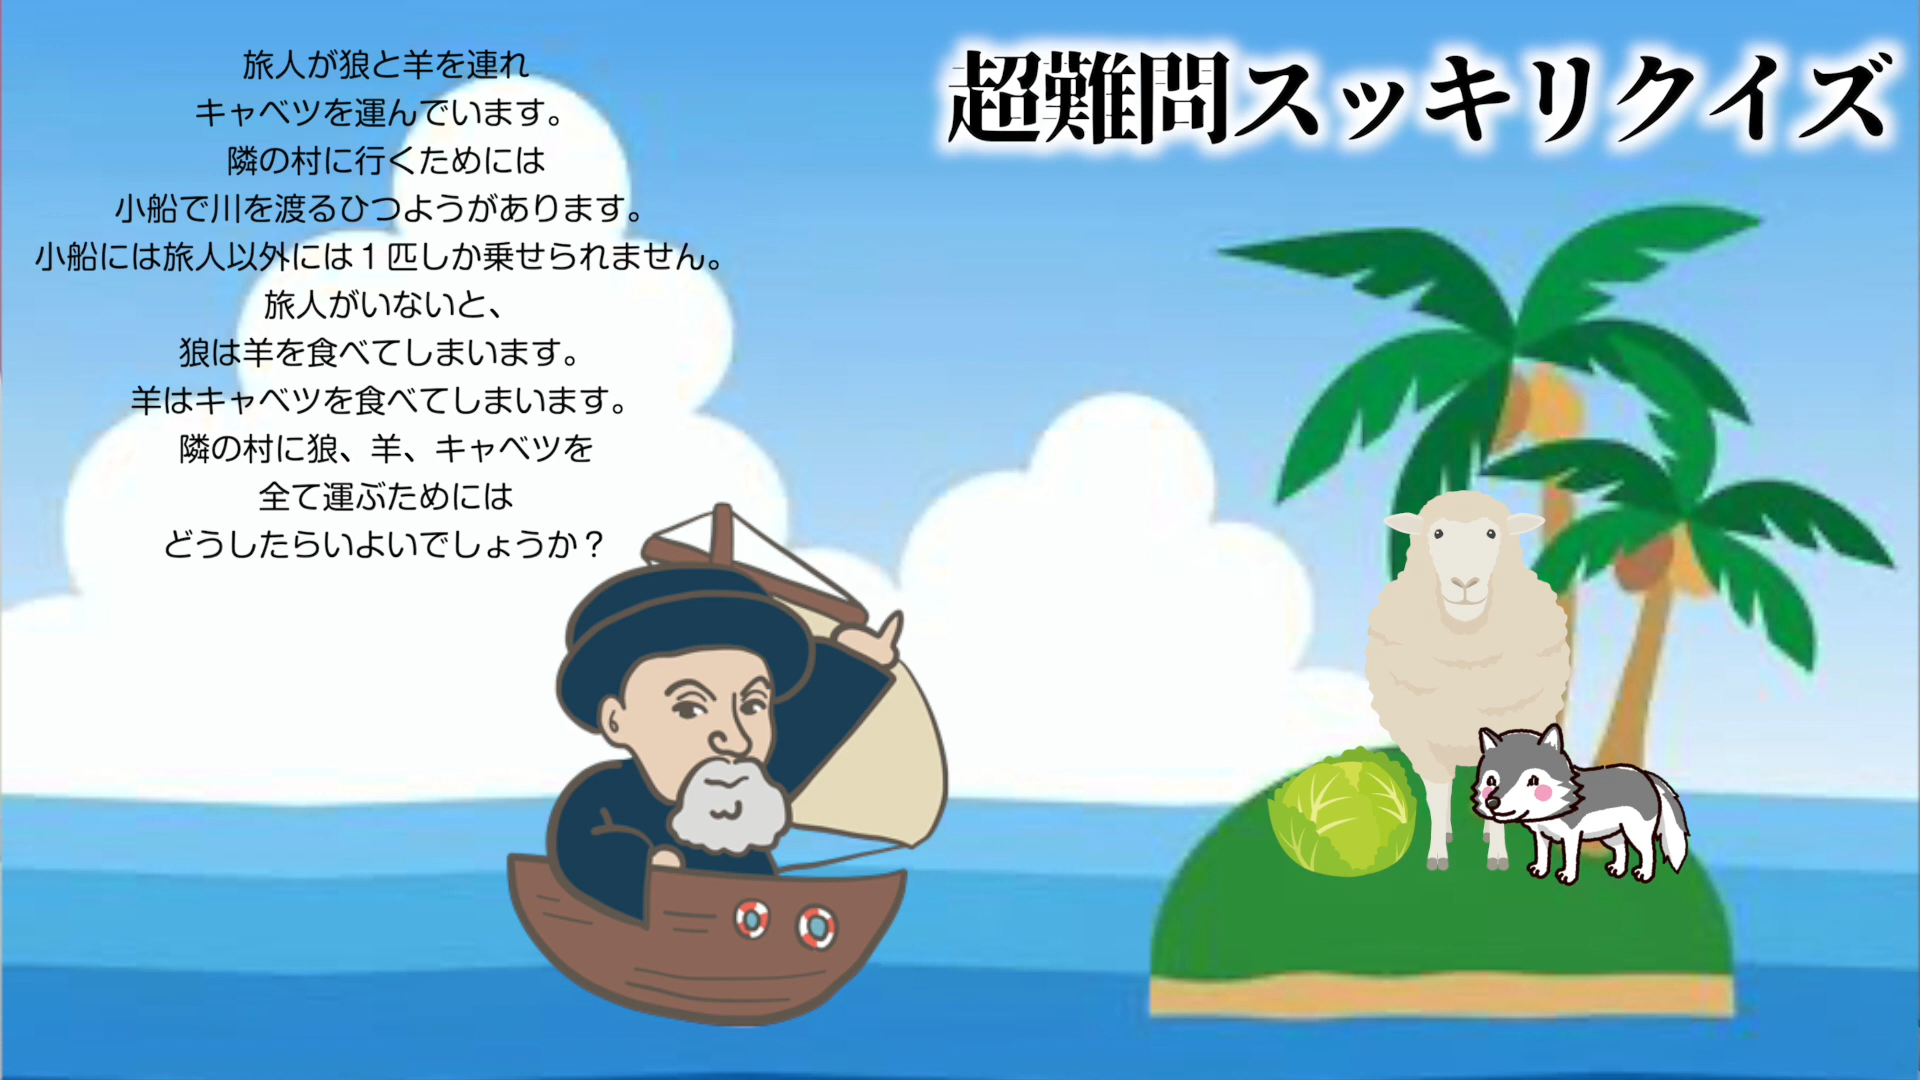 超難問スッキリクイズ
旅人が狼と羊を連れ
キャベツを運んでいます。
隣の村に行くためには
小船で川を渡るひつようがあります。
小船には旅人以外には１匹しか乗せられません。
旅人がいないと、
狼は羊を食べてしまいます。
羊はキャベツを食べてしまいます。
隣の村に狼、羊、キャベツを
全て運ぶためには
どうしたらいよいでしょうか？